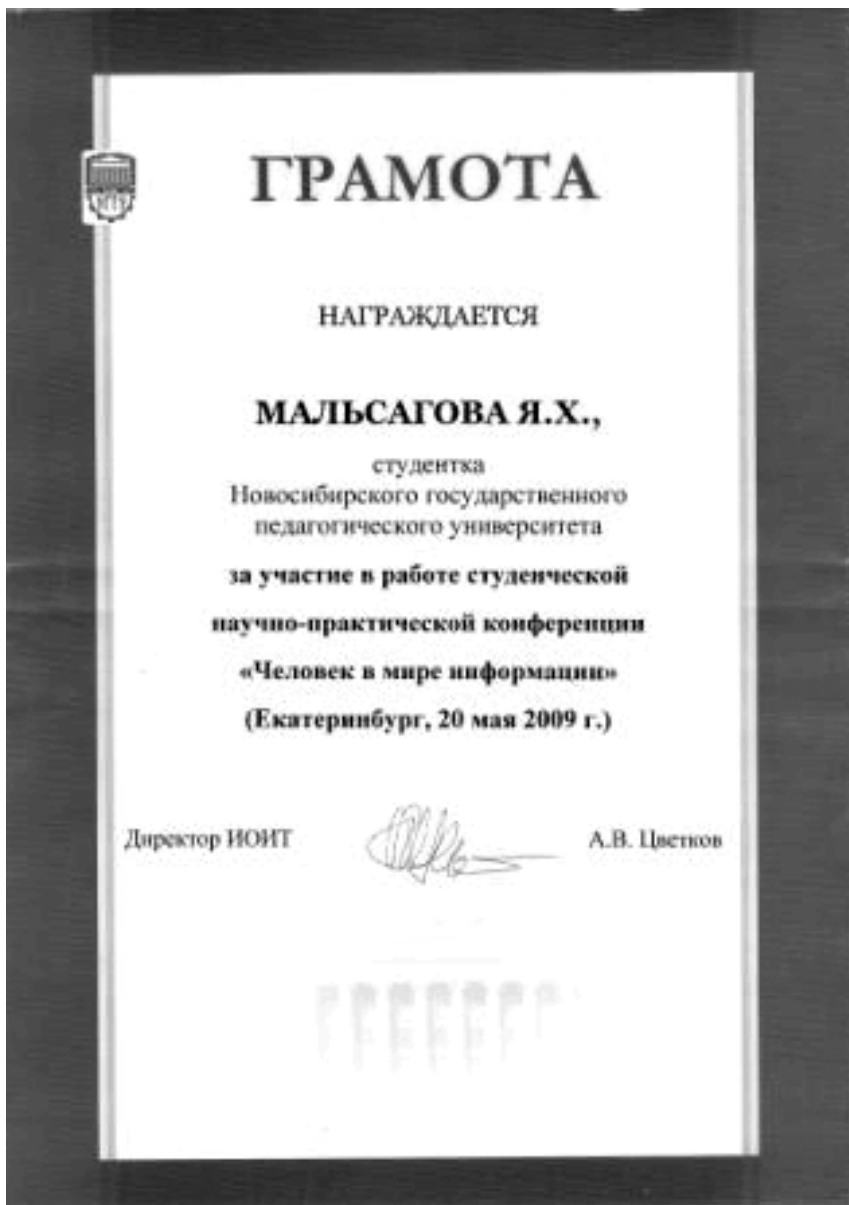 ГРАМОТА
НАГРАЖДАЕТСЯ
МАЛЬСАГОВА Я.Х.,
студентка
Новосибирского государственного
педагогического университета
за участие в работе студенческой
научно-практической конференции
«Человек в мире информации»
(Екатеринбург, 20 мая 2009 г.)
Директор ИОИТ А.В. Цветков